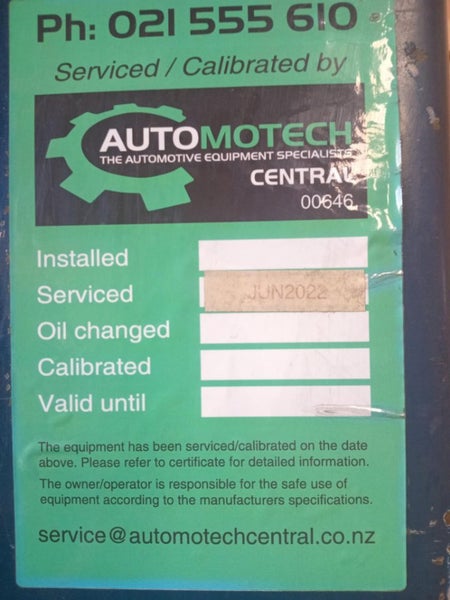 Ph: 021 555 610
Serviced / Calibrated by
AUTOMOTECH
THE AUTOMOTIVE EQUIPMENT SPECIALISTS
CENTRAL
00646
Installed
Serviced JUN2022
Oil changed
Calibrated
Valid until
The equipment has been serviced/calibrated on the date
above. Please refer to certificate for detailed information.
The owner/operator is responsible for the safe use of
equipment according to the manufacturers specifications.
service@automotechcentral.co.nz